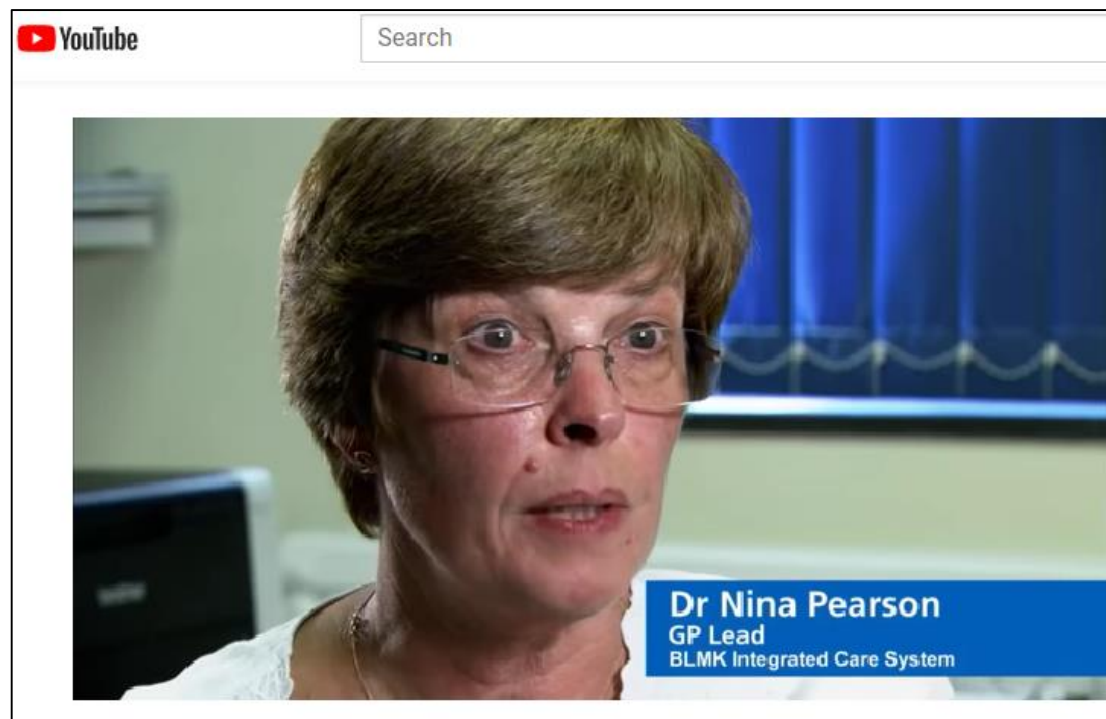 YouTube
Search
Dr Nina Pearson
GP Lead
BLMK Integrated Care System